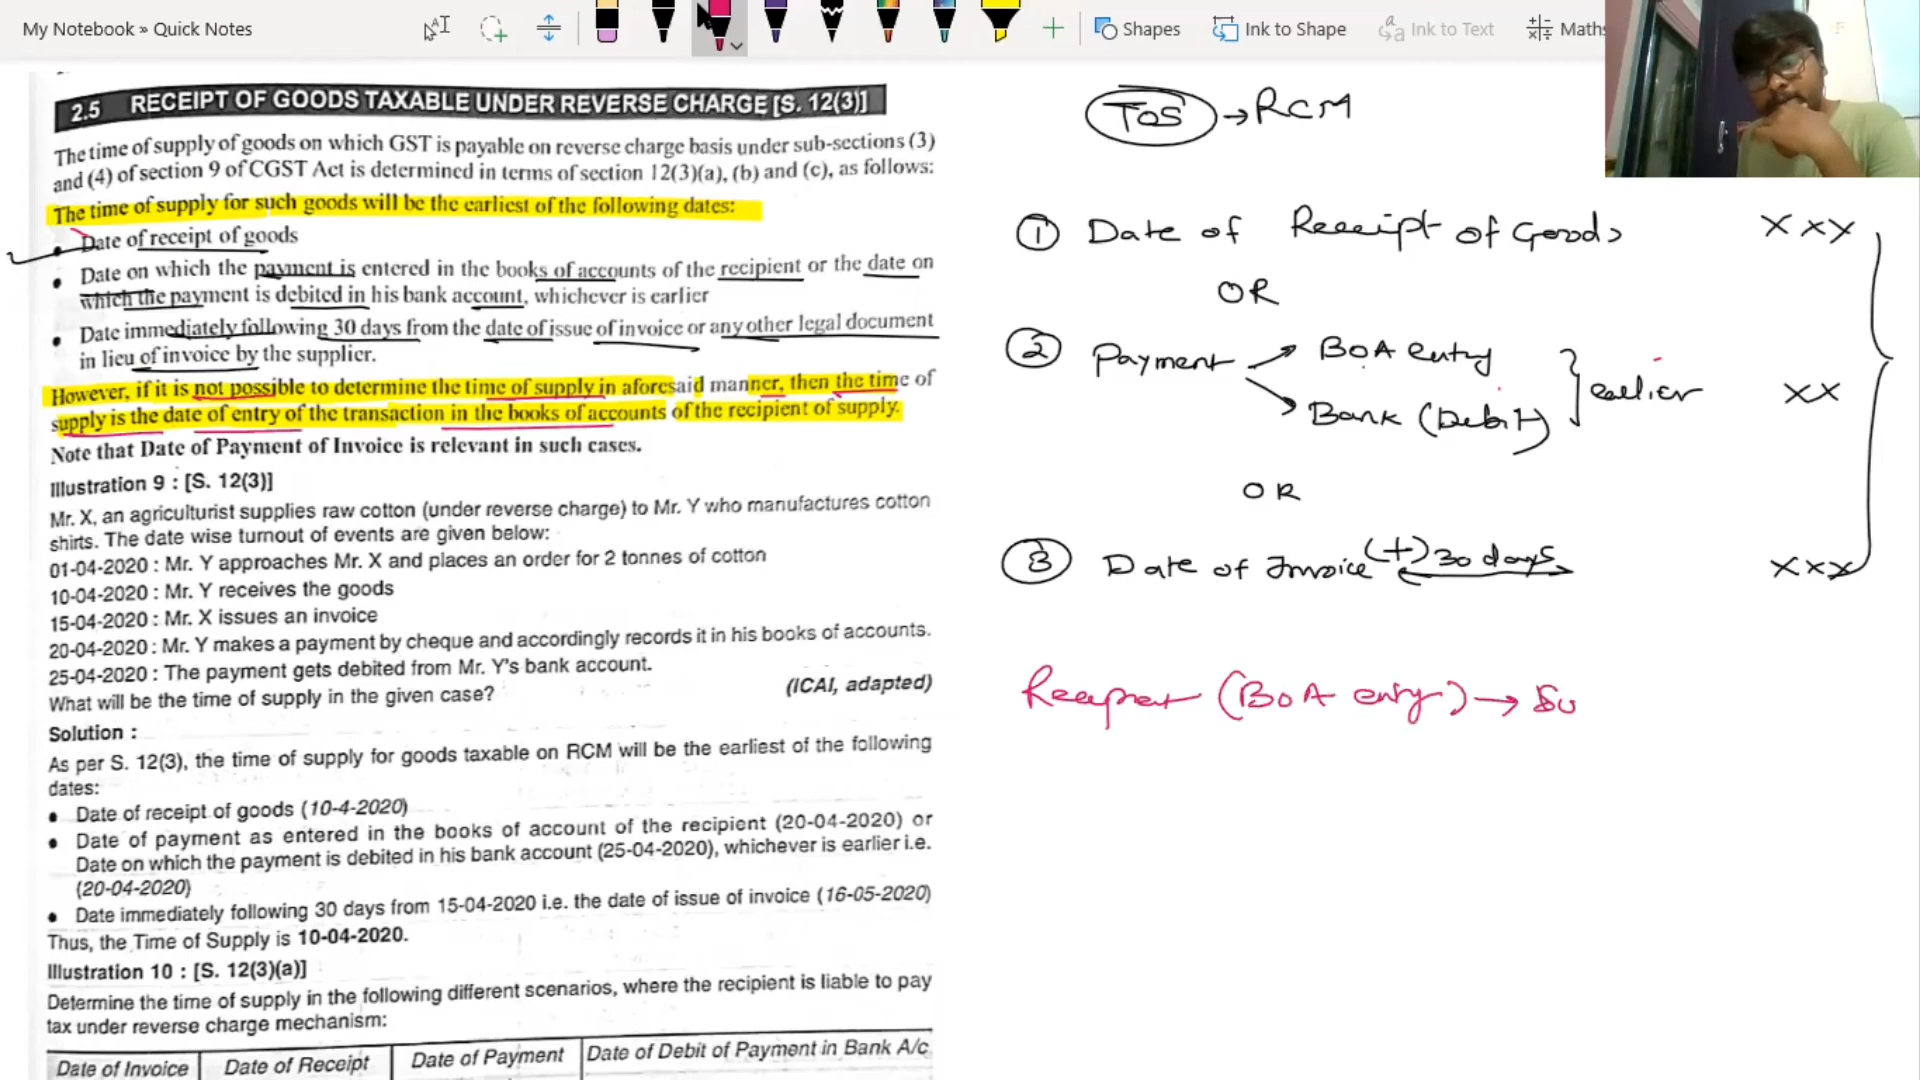 My Notebook » Quick Notes
Shapes
Ink to Shape
Ink to Text
Maths
2.5 RECEIPT OF GOODS TAXABLE UNDER REVERSE CHARGE [S. 12(3)]
The time of supply of goods on which GST is payable on reverse charge basis under sub-sections (3)
and (4) of section 9 of CGST Act is determined in terms of section 12(3)(a), (b) and (c), as follows:
The time of supply for such goods will be the earliest of the following dates:
• Date of receipt of goods
• Date on which the payment is entered in the books of accounts of the recipient or the date on
which the payment is debited in his bank account, whichever is earlier
• Date immediately following 30 days from the date of issue of invoice or any other legal document
in lieu of invoice by the supplier.
However, if it is not possible to determine the time of supply in aforesaid manner, then the time of
supply is the date of entry of the transaction in the books of accounts of the recipient of supply.
Note that Date of Payment of Invoice is relevant in such cases.
Illustration 9 : [S. 12(3)]
Mr. X, an agriculturist supplies raw cotton (under reverse charge) to Mr. Y who manufactures cotton
shirts. The date wise turnout of events are given below:
01-04-2020 : Mr. Y approaches Mr. X and places an order for 2 tonnes of cotton
10-04-2020 : Mr. Y receives the goods
15-04-2020 : Mr. X issues an invoice
20-04-2020 : Mr. Y makes a payment by cheque and accordingly records it in his books of accounts.
25-04-2020 : The payment gets debited from Mr. Y's bank account.
What will be the time of supply in the given case? (ICAI, adapted)
Solution :
As per S. 12(3), the time of supply for goods taxable on RCM will be the earliest of the following
dates:
• Date of receipt of goods (10-4-2020)
• Date of payment as entered in the books of account of the recipient (20-04-2020) or
Date on which the payment is debited in his bank account (25-04-2020), whichever is earlier i.e.
(20-04-2020)
• Date immediately following 30 days from 15-04-2020 i.e. the date of issue of invoice (16-05-2020)
Thus, the Time of Supply is 10-04-2020.
Illustration 10 : [S. 12(3)(a)]
Determine the time of supply in the following different scenarios, where the recipient is liable to pay
tax under reverse charge mechanism:
Date of Invoice Date of Receipt Date of Payment Date of Debit of Payment in Bank A/c
TOS → RCM
① Date of Receipt of Goods XXX
OR
② Payment → BOA entry
→ Bank (Debit) } earlier XX
OR
③ Date of Invoice (+) 30 days XXX
(BOA entry) → Su